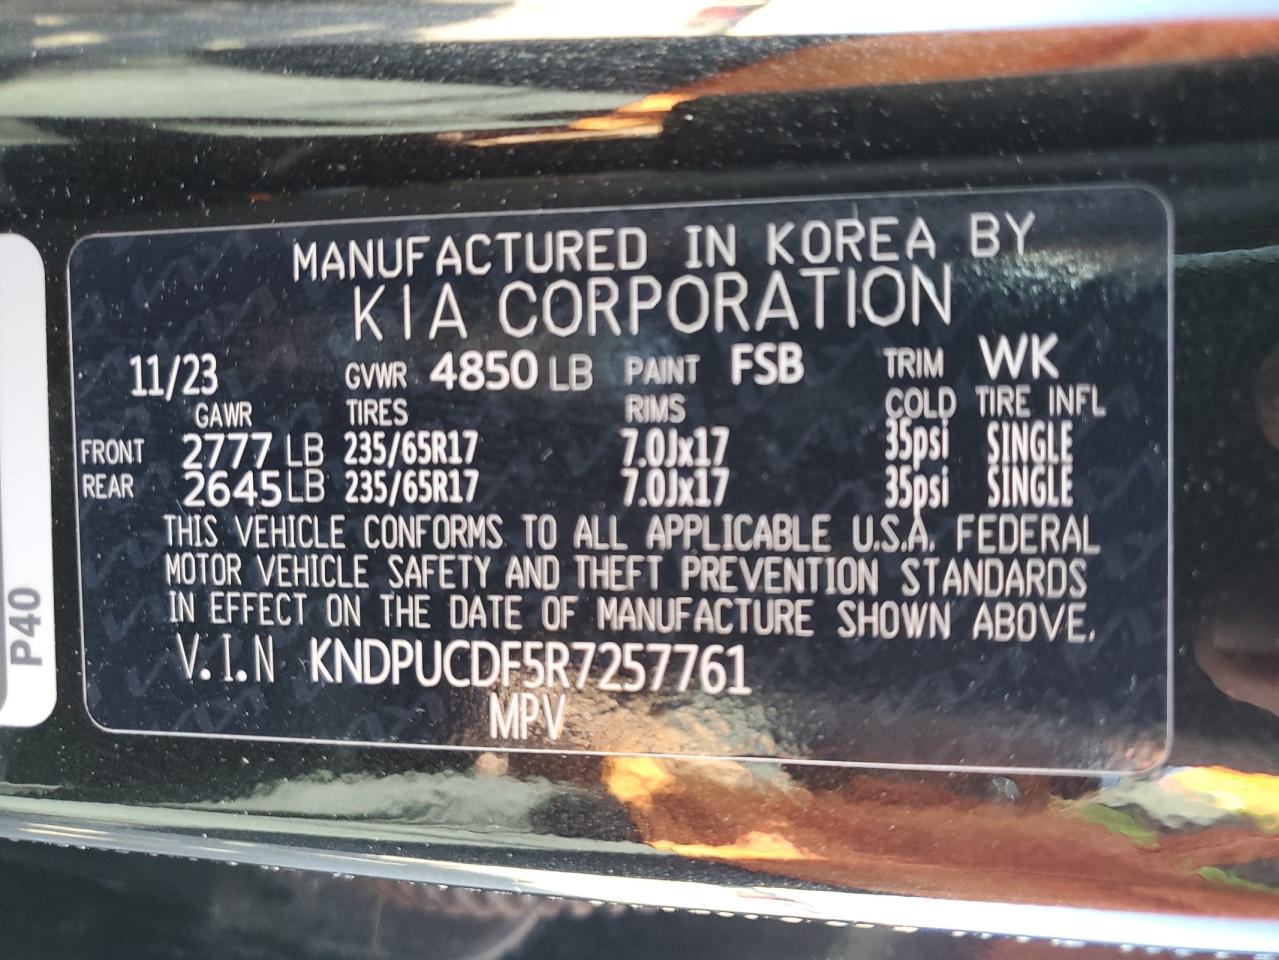 MANUFACTURED IN KOREA BY
KIA CORPORATION
11/23 GVWR 4850 LB PAINT FSB TRIM WK
GAWR TIRES RIMS COLD TIRE INFL
FRONT 2777 LB 235/65R17 7.0Jx17 35psi SINGLE
REAR 2645 LB 235/65R17 7.0Jx17 35psi SINGLE
THIS VEHICLE CONFORMS TO ALL APPLICABLE U.S.A. FEDERAL
MOTOR VEHICLE SAFETY AND THEFT PREVENTION STANDARDS
IN EFFECT ON THE DATE OF MANUFACTURE SHOWN ABOVE.
V.I.N KNDPUCDF5R7257761
MPV
P40